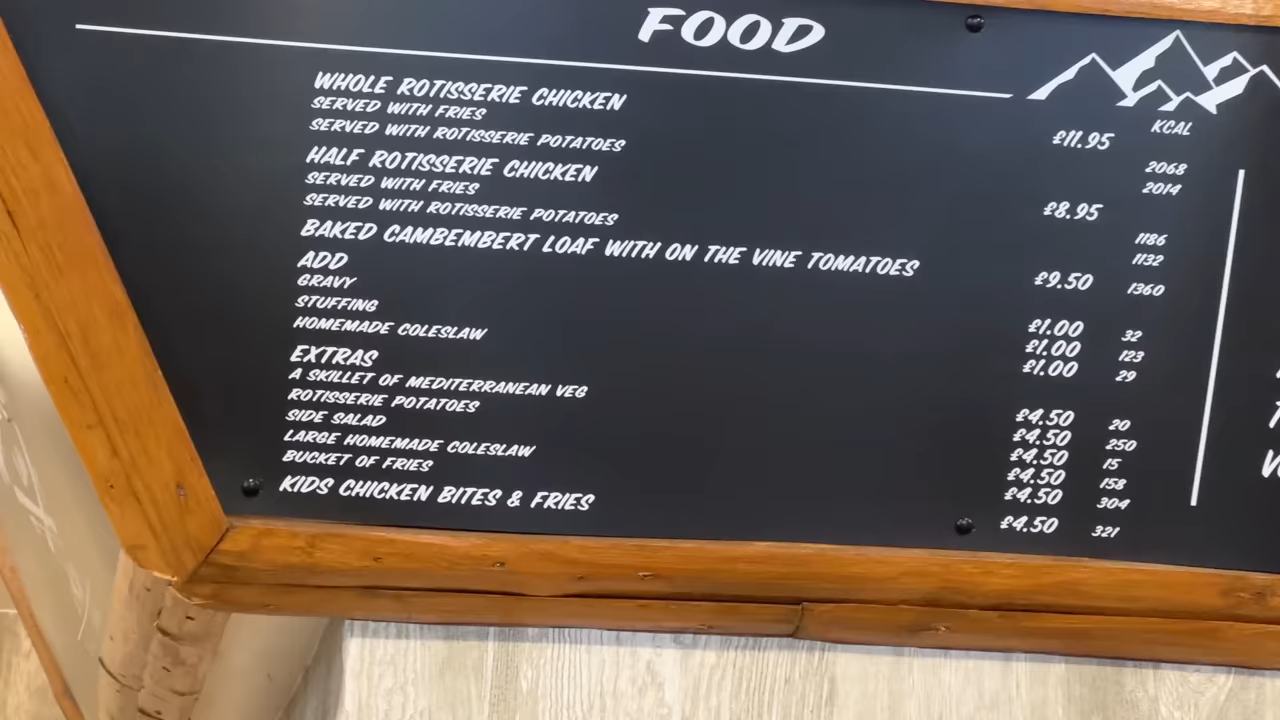 FOOD
KCAL
WHOLE ROTISSERIE CHICKEN £11.95
SERVED WITH FRIES 2068
SERVED WITH ROTISSERIE POTATOES 2014
HALF ROTISSERIE CHICKEN £8.95
SERVED WITH FRIES 1186
SERVED WITH ROTISSERIE POTATOES 1132
BAKED CAMBEMBERT LOAF WITH ON THE VINE TOMATOES £9.50 1360
ADD
GRAVY £1.00 32
STUFFING £1.00 123
HOMEMADE COLESLAW £1.00 29
EXTRAS
A SKILLET OF MEDITERRANEAN VEG £4.50 20
ROTISSERIE POTATOES £4.50 250
SIDE SALAD £4.50 15
LARGE HOMEMADE COLESLAW £4.50 158
BUCKET OF FRIES £4.50 304
KIDS CHICKEN BITES & FRIES £4.50 321